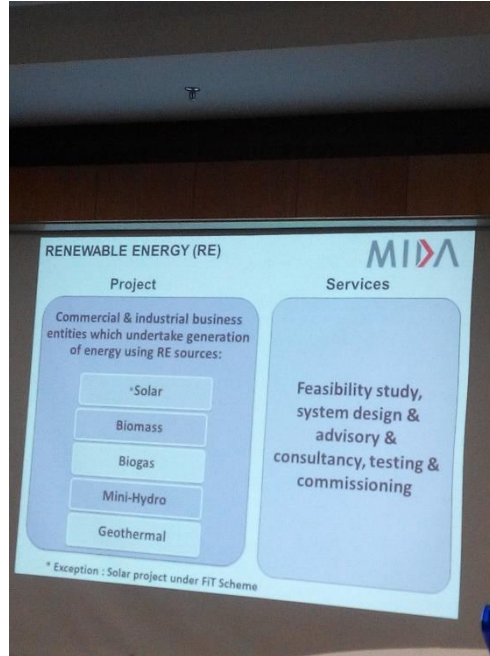 RENEWABLE ENERGY (RE)
MIDA
Project
Services
Commercial & industrial business
entities which undertake generation
of energy using RE sources:
*Solar
Biomass
Biogas
Mini-Hydro
Geothermal
Feasibility study,
system design &
advisory &
consultancy, testing &
commissioning
* Exception : Solar project under FiT Scheme